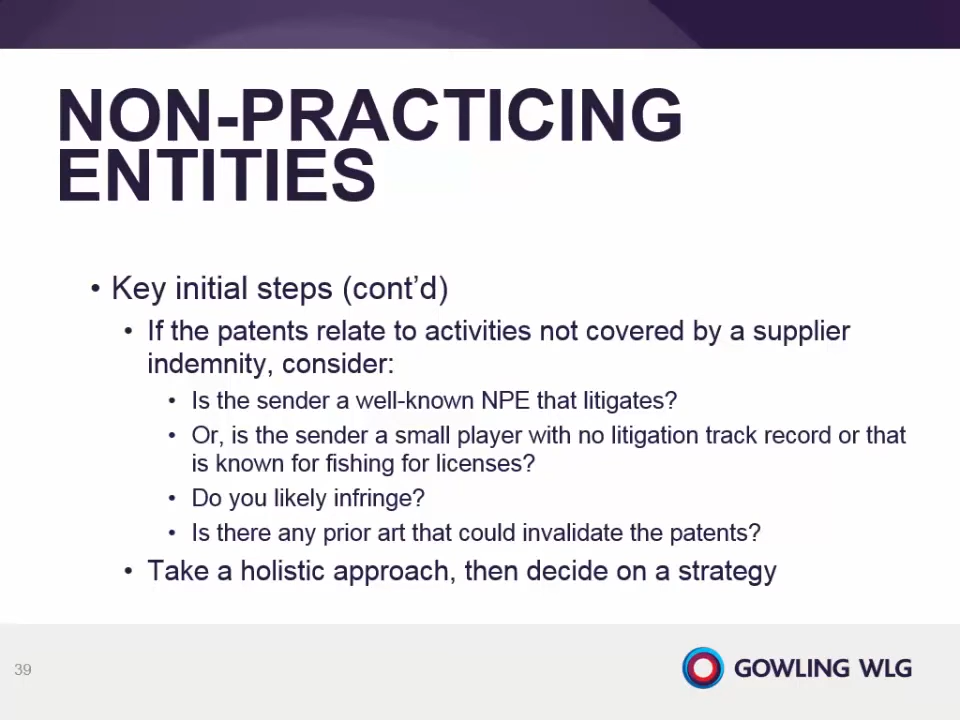 NON-PRACTICING
ENTITIES
• Key initial steps (cont’d)
• If the patents relate to activities not covered by a supplier
indemnity, consider:
• Is the sender a well-known NPE that litigates?
• Or, is the sender a small player with no litigation track record or that
is known for fishing for licenses?
• Do you likely infringe?
• Is there any prior art that could invalidate the patents?
• Take a holistic approach, then decide on a strategy
39
GOWLING WLG